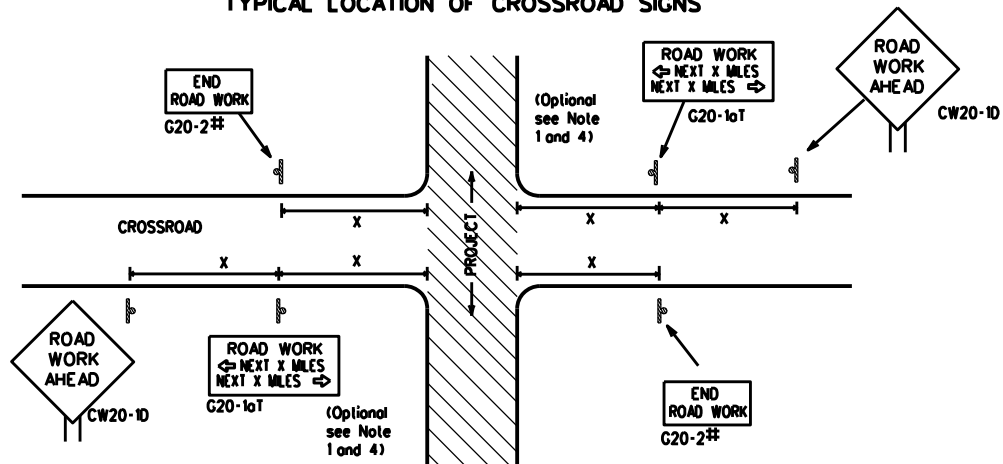 TYPICAL LOCATION OF CROSSROAD SIGNS
END
ROAD WORK
G20-2#
(Optional
see Note
1 and 4)
ROAD WORK
⇦ NEXT X MILES
NEXT X MILES ⇨
G20-1aT
ROAD
WORK
AHEAD
CW20-1D
X
X
X
CROSSROAD
PROJECT
X
X
X
ROAD
WORK
AHEAD
CW20-1D
ROAD WORK
⇦ NEXT X MILES
NEXT X MILES ⇨
G20-1aT
(Optional
see Note
1 and 4)
END
ROAD WORK
G20-2#